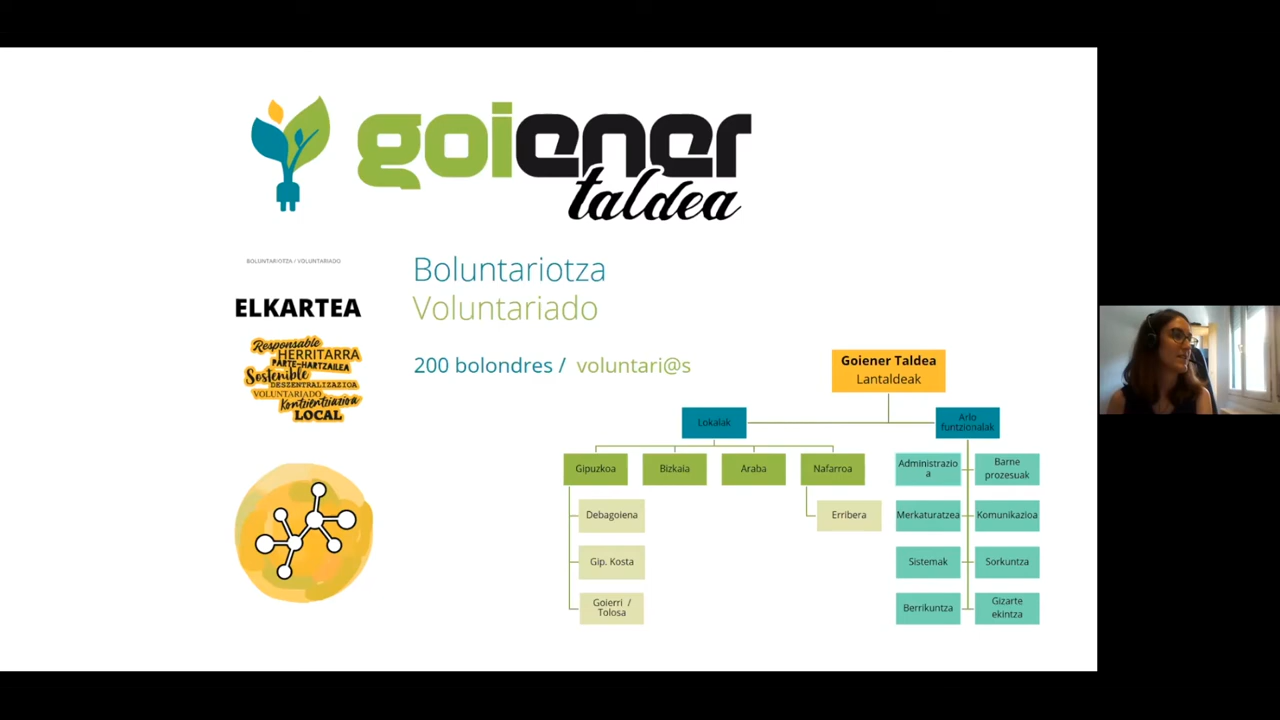 goiener
taldea
BOLUNTARIOTZA / VOLUNTARIADO
ELKARTEA
Responsable
HERRITARRA
PARTE-HARTZAILEA
Sostenible
DESZENTRALIZAZIOA
VOLUNTARIADO
Kontzientziazioa
LOCAL
Boluntariotza
Voluntariado
200 bolondres / voluntari@s
Goiener Taldea
Lantaldeak
Lokalak
Arlo
funtzionalak
Gipuzkoa
Bizkaia
Araba
Nafarroa
Debagoiena
Gip. Kosta
Goierri /
Tolosa
Erribera
Administrazio
a
Barne
prozesuak
Merkaturatzea
Komunikazioa
Sistemak
Sorkuntza
Berrikuntza
Gizarte
ekintza